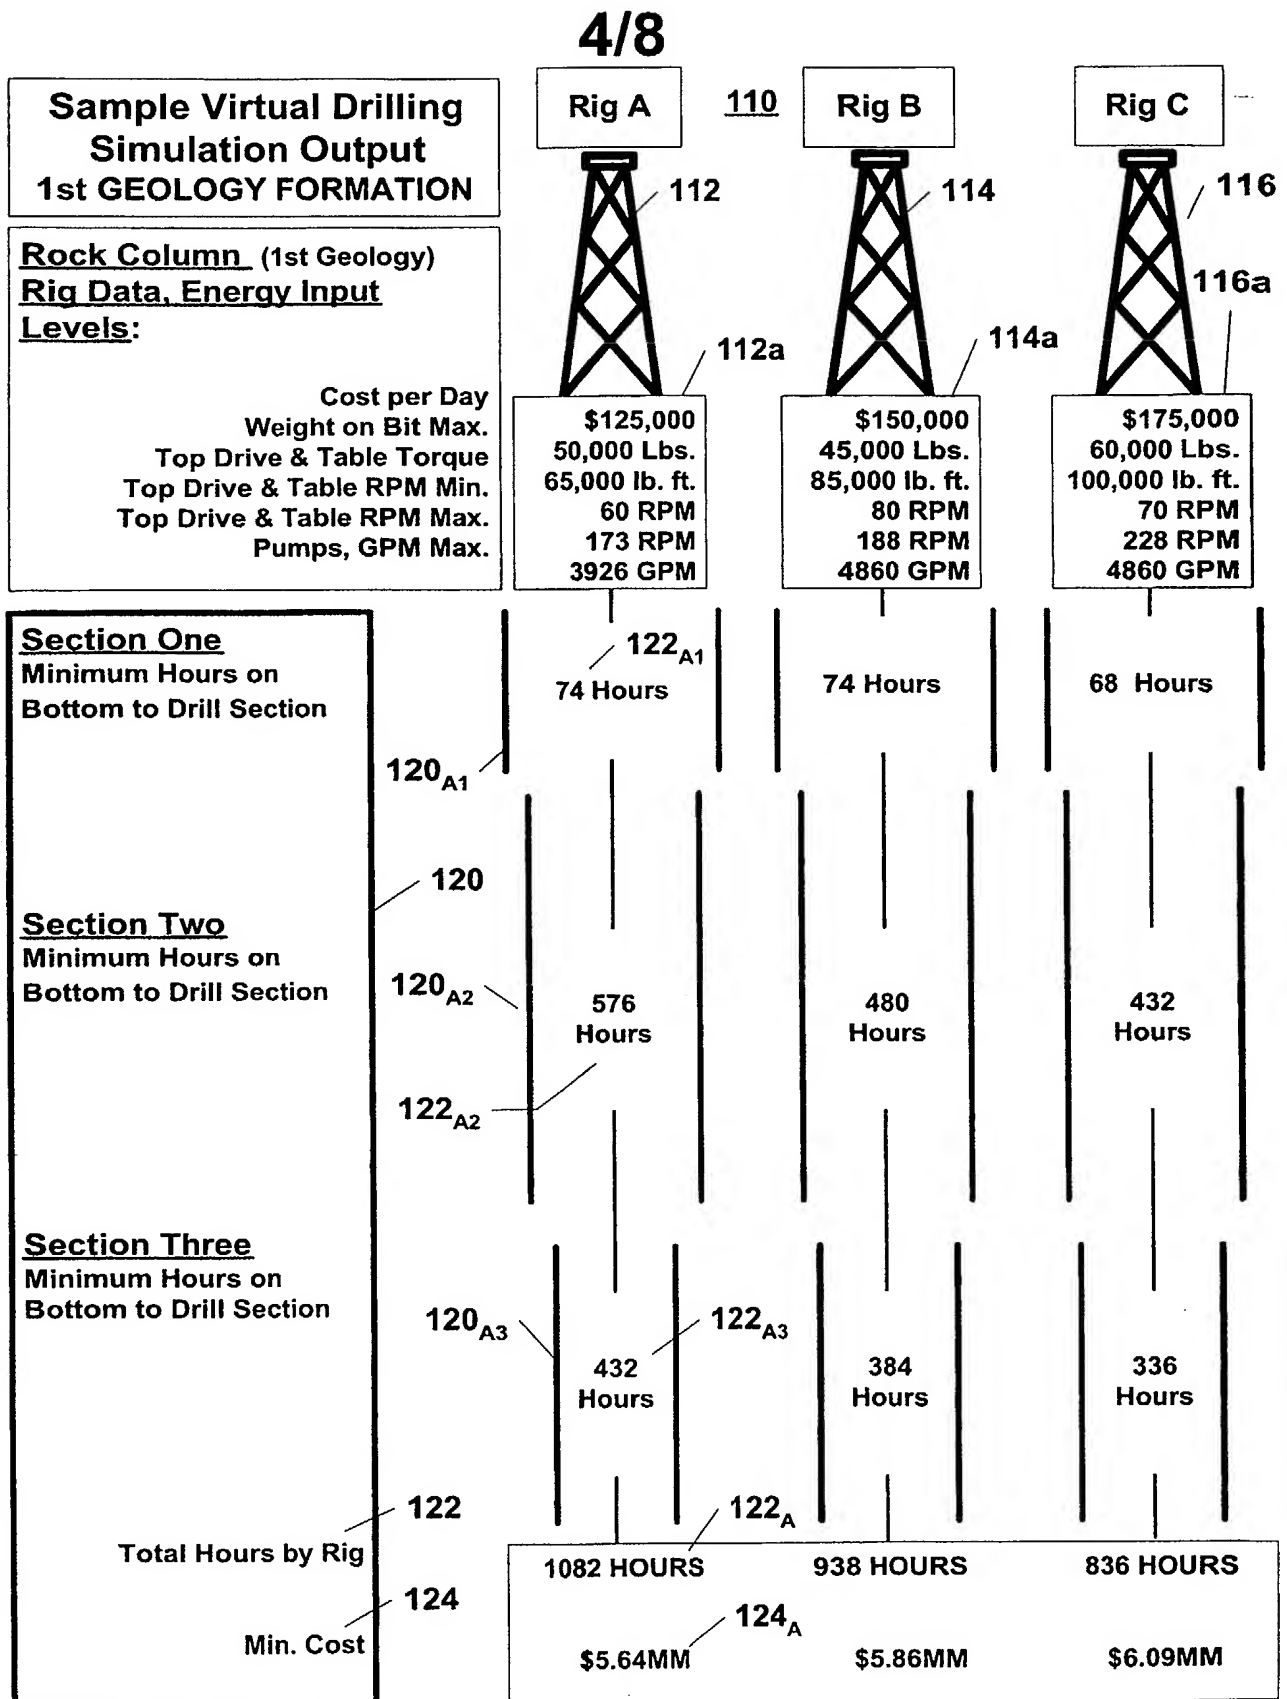 4/8
Sample Virtual Drilling
Simulation Output
1st GEOLOGY FORMATION
Rig A
110
Rig B
Rig C
112
114
116
Rock Column (1st Geology)
Rig Data, Energy Input
Levels:
112a
114a
116a
Cost per Day
Weight on Bit Max.
Top Drive & Table Torque
Top Drive & Table RPM Min.
Top Drive & Table RPM Max.
Pumps, GPM Max.
$125,000
50,000 Lbs.
65,000 lb. ft.
60 RPM
173 RPM
3926 GPM
$150,000
45,000 Lbs.
85,000 lb. ft.
80 RPM
188 RPM
4860 GPM
$175,000
60,000 Lbs.
100,000 lb. ft.
70 RPM
228 RPM
4860 GPM
Section One
Minimum Hours on
Bottom to Drill Section
122A1
74 Hours
74 Hours
68 Hours
120A1
120
Section Two
Minimum Hours on
Bottom to Drill Section
120A2
576
Hours
480
Hours
432
Hours
122A2
Section Three
Minimum Hours on
Bottom to Drill Section
120A3
122A3
432
Hours
384
Hours
336
Hours
122
122A
Total Hours by Rig
1082 HOURS
938 HOURS
836 HOURS
124
124A
Min. Cost
$5.64MM
$5.86MM
$6.09MM